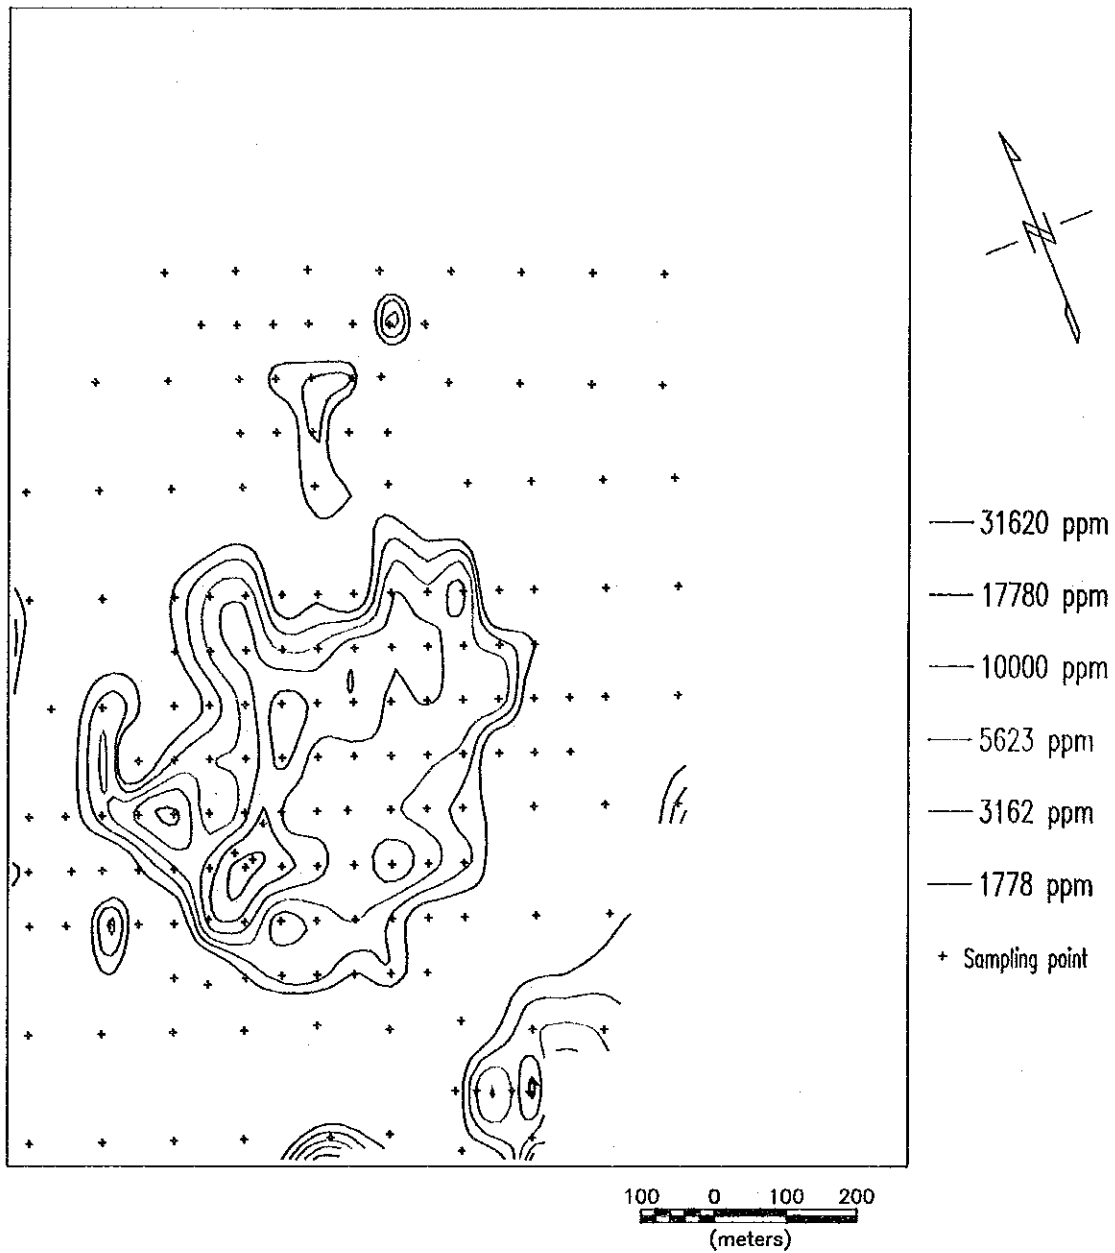 N
31620 ppm
17780 ppm
10000 ppm
5623 ppm
3162 ppm
1778 ppm
+ Sampling point
100 0 100 200
(meters)